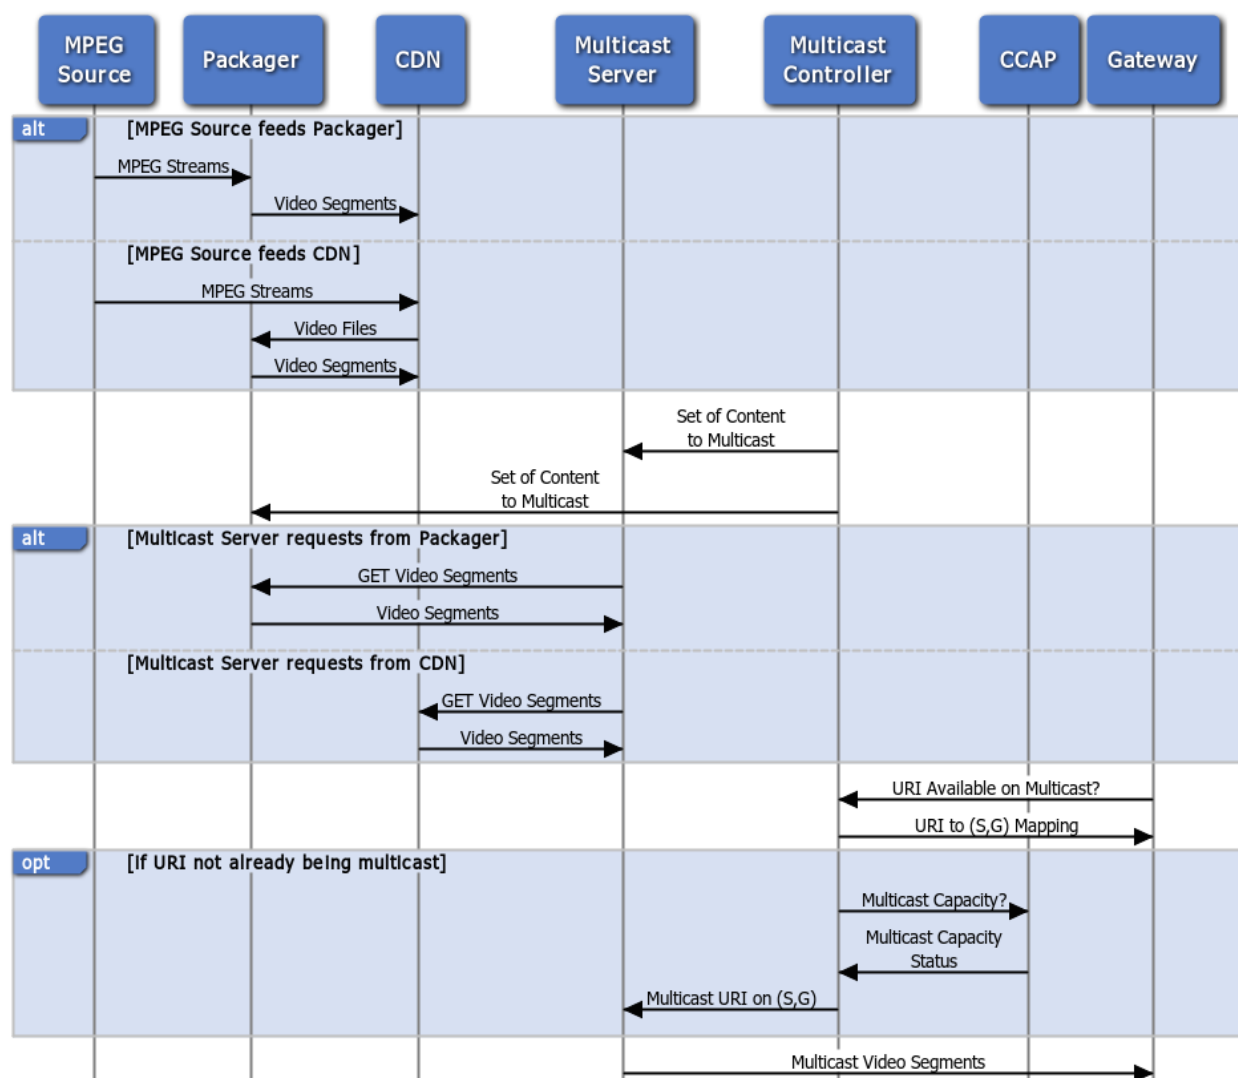 MPEG
Source
Packager
CDN
Multicast
Server
Multicast
Controller
CCAP
Gateway
alt
[MPEG Source feeds Packager]
MPEG Streams
Video Segments
[MPEG Source feeds CDN]
MPEG Streams
Video Files
Video Segments
Set of Content
to Multicast
Set of Content
to Multicast
alt
[Multicast Server requests from Packager]
GET Video Segments
Video Segments
[Multicast Server requests from CDN]
GET Video Segments
Video Segments
URI Available on Multicast?
URI to (S,G) Mapping
opt
[If URI not already being multicast]
Multicast Capacity?
Multicast Capacity
Status
Multicast URI on (S,G)
Multicast Video Segments